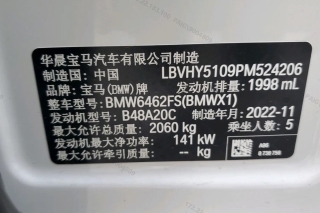 华晨宝马汽车有限公司制造
制造国：中国 LBVHY5109PM524206
品牌：宝马(BMW)牌 发动机排量：1998 mL
整车型号：BMW6462FS(BMWX1)
发动机型号：B48A20C 制造年月：2022-11
最大允许总质量：2060 kg 乘坐人数：5
发动机最大净功率：141 kW
最大允许牵引质量：-- kg